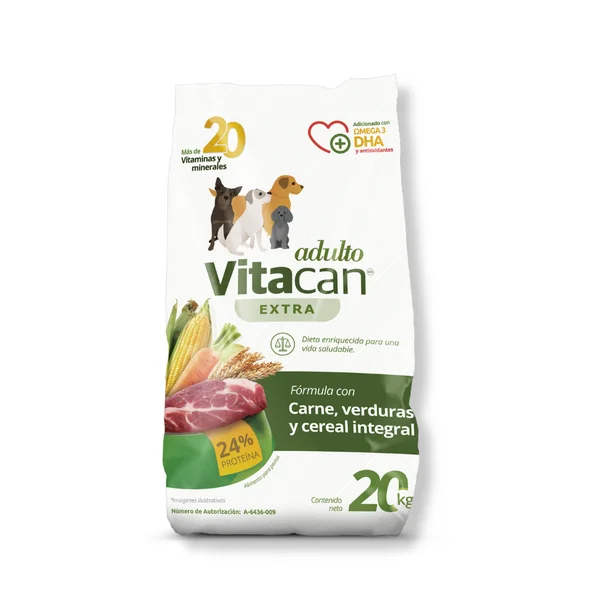 Más de 20
Vitaminas y
minerales
Adicionado con
OMEGA 3
DHA
y antioxidantes
adulto
Vitacan
EXTRA
Dieta enriquecida para una
vida saludable.
Fórmula con
Carne, verduras
y cereal integral
24%
PROTEÍNA
Alimento para perros
*Imágenes ilustrativas
Contenido
neto
20kg
Número de Autorización: A-6436-009